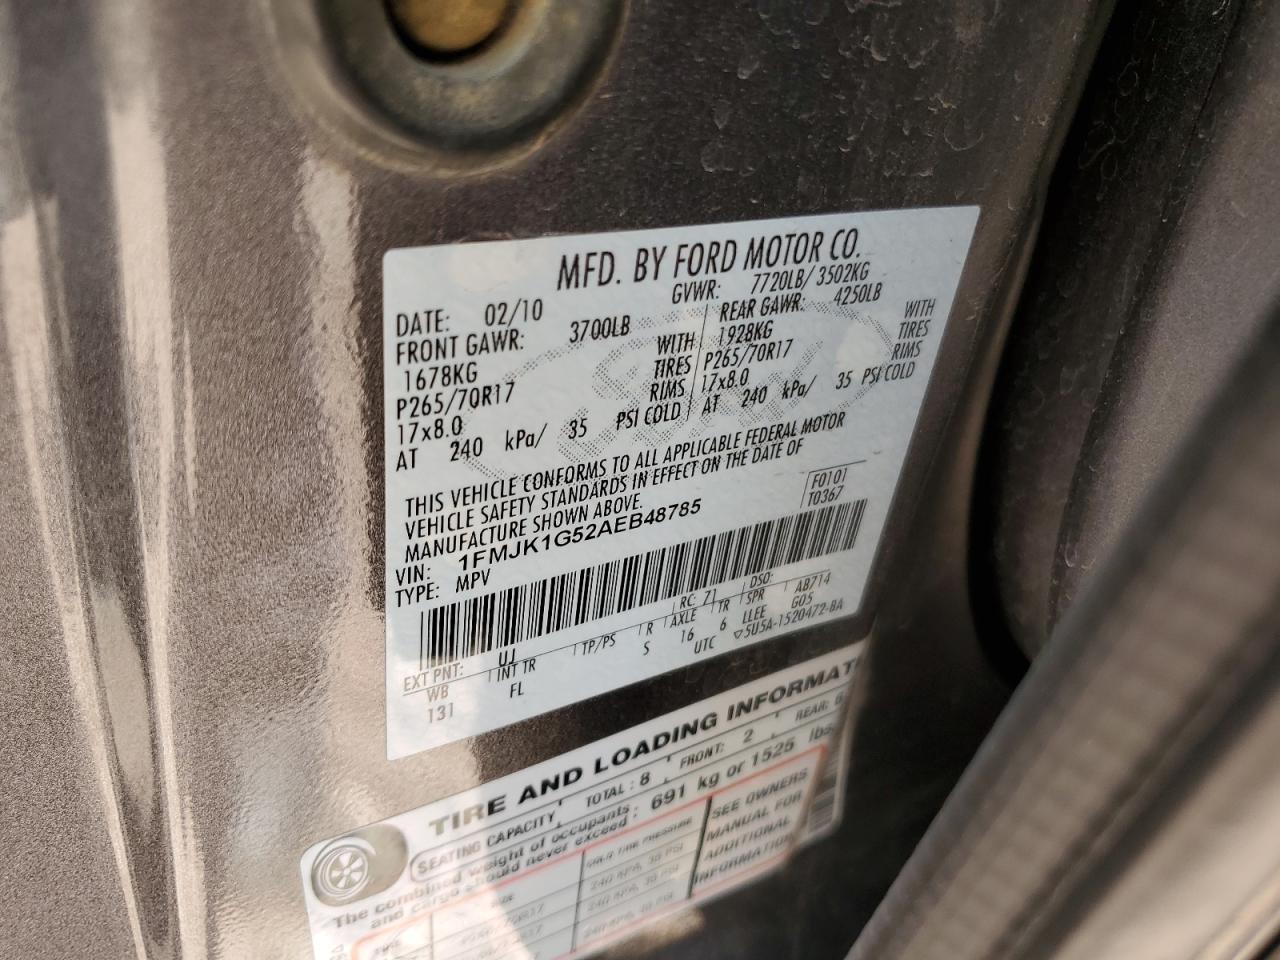 MFD. BY FORD MOTOR CO.
DATE: 02/10 GVWR: 7720LB/ 3502KG
FRONT GAWR: 3700LB REAR GAWR: 4250LB
1678KG WITH 1928KG WITH
P265/70R17 TIRES P265/70R17 TIRES
17x8.0 RIMS 17x8.0 RIMS
AT 240 kPa/ 35 PSI COLD AT 240 kPa/ 35 PSI COLD
THIS VEHICLE CONFORMS TO ALL APPLICABLE FEDERAL MOTOR
VEHICLE SAFETY STANDARDS IN EFFECT ON THE DATE OF
MANUFACTURE SHOWN ABOVE.
F0101
T0367
VIN: 1FMJK1G52AEB48785
TYPE: MPV
EXT PNT: UJ RC: 71 DSO:
WB INT TR TP/PS R AXLE TR SPR AB714
131 FL S 16 6 LLEE G05
UTC 5U5A-1520472-BA
TIRE AND LOADING INFORMAT
SEATING CAPACITY TOTAL: 8 FRONT: 2 REAR: 6
The combined weight of occupants
and cargo should never exceed: 691 kg or 1525 lbs
COLD TIRE PRESSURE
SEE OWNERS
MANUAL FOR
ADDITIONAL
INFORMATION